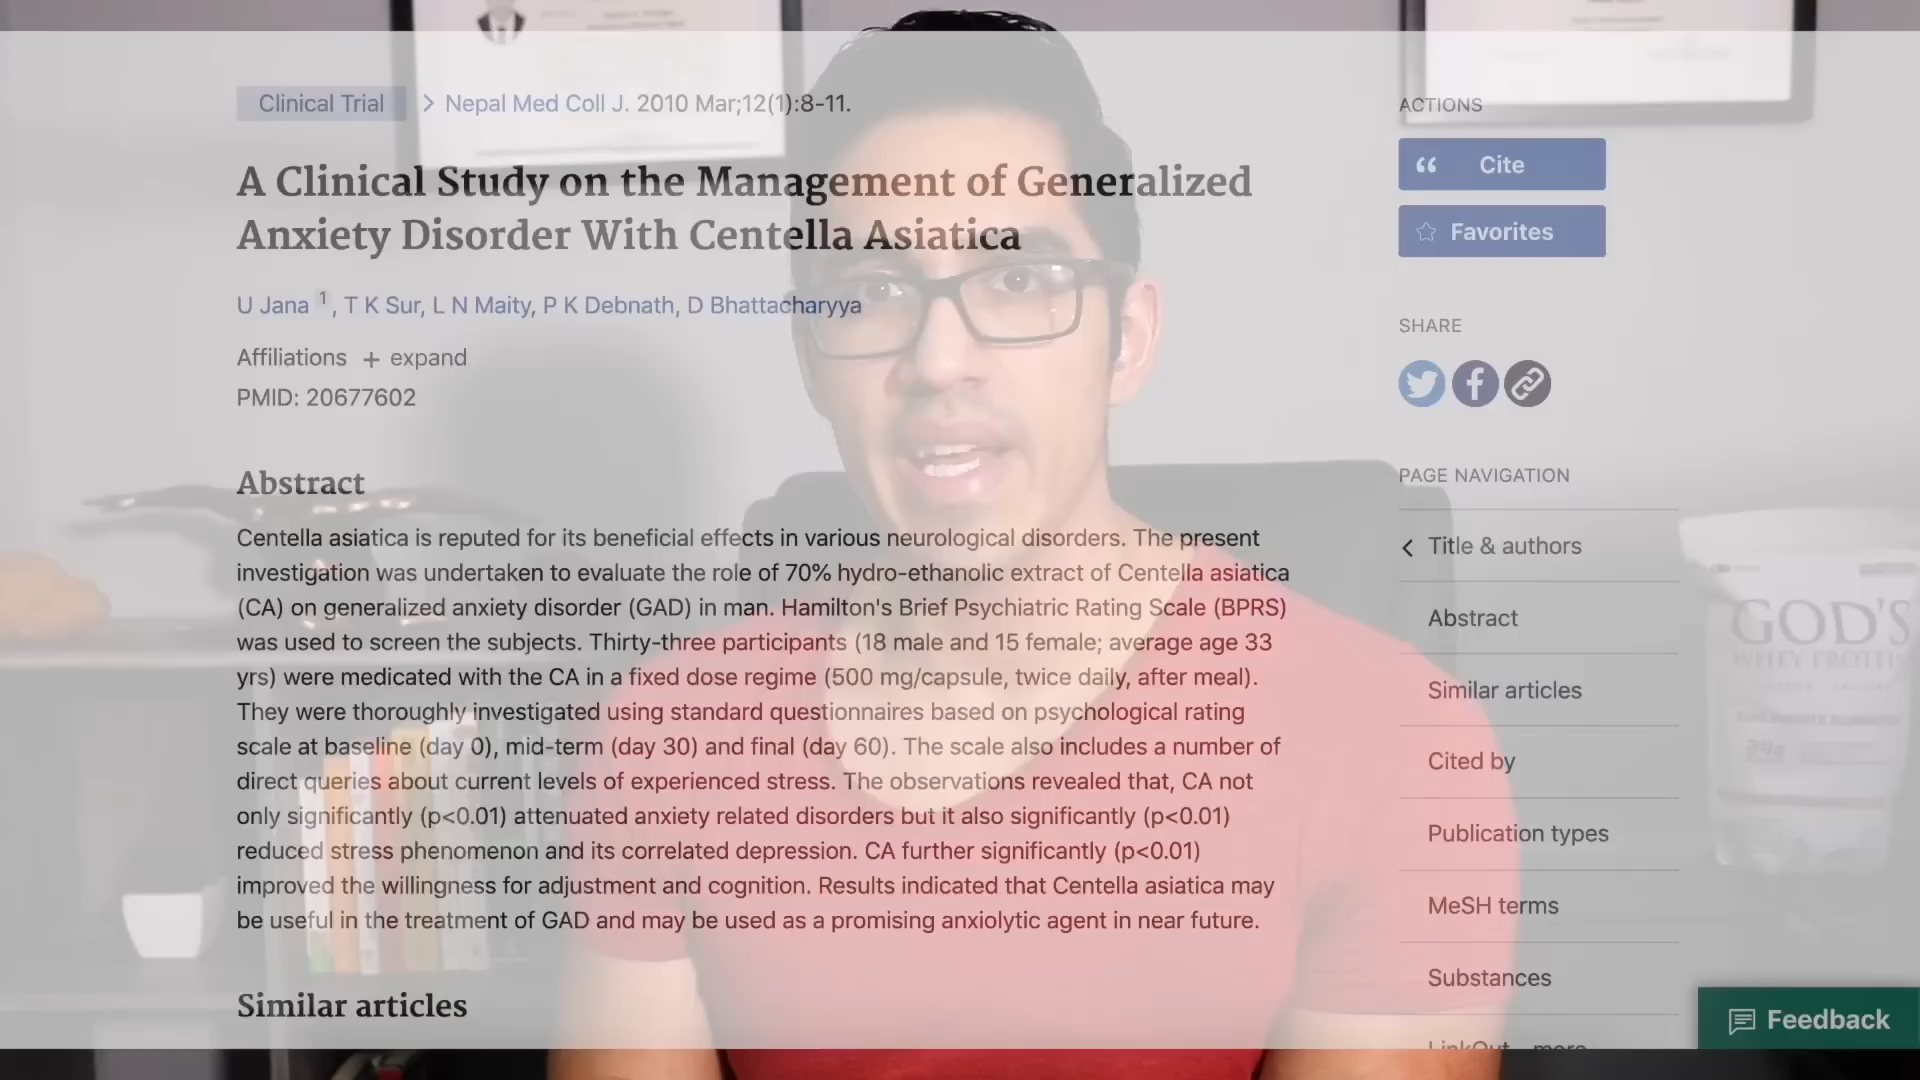 Clinical Trial > Nepal Med Coll J. 2010 Mar;12(1):8-11.
A Clinical Study on the Management of Generalized
Anxiety Disorder With Centella Asiatica
U Jana 1, T K Sur, L N Maity, P K Debnath, D Bhattacharyya
Affiliations + expand
PMID: 20677602
Abstract
Centella asiatica is reputed for its beneficial effects in various neurological disorders. The present
investigation was undertaken to evaluate the role of 70% hydro-ethanolic extract of Centella asiatica
(CA) on generalized anxiety disorder (GAD) in man. Hamilton's Brief Psychiatric Rating Scale (BPRS)
was used to screen the subjects. Thirty-three participants (18 male and 15 female; average age 33
yrs) were medicated with the CA in a fixed dose regime (500 mg/capsule, twice daily, after meal).
They were thoroughly investigated using standard questionnaires based on psychological rating
scale at baseline (day 0), mid-term (day 30) and final (day 60). The scale also includes a number of
direct queries about current levels of experienced stress. The observations revealed that, CA not
only significantly (p<0.01) attenuated anxiety related disorders but it also significantly (p<0.01)
reduced stress phenomenon and its correlated depression. CA further significantly (p<0.01)
improved the willingness for adjustment and cognition. Results indicated that Centella asiatica may
be useful in the treatment of GAD and may be used as a promising anxiolytic agent in near future.
Similar articles
ACTIONS
Cite
Favorites
SHARE
PAGE NAVIGATION
Title & authors
Abstract
Similar articles
Cited by
Publication types
MeSH terms
Substances
LinkOut - more
Feedback
GOD'S
WHEY PROTEIN